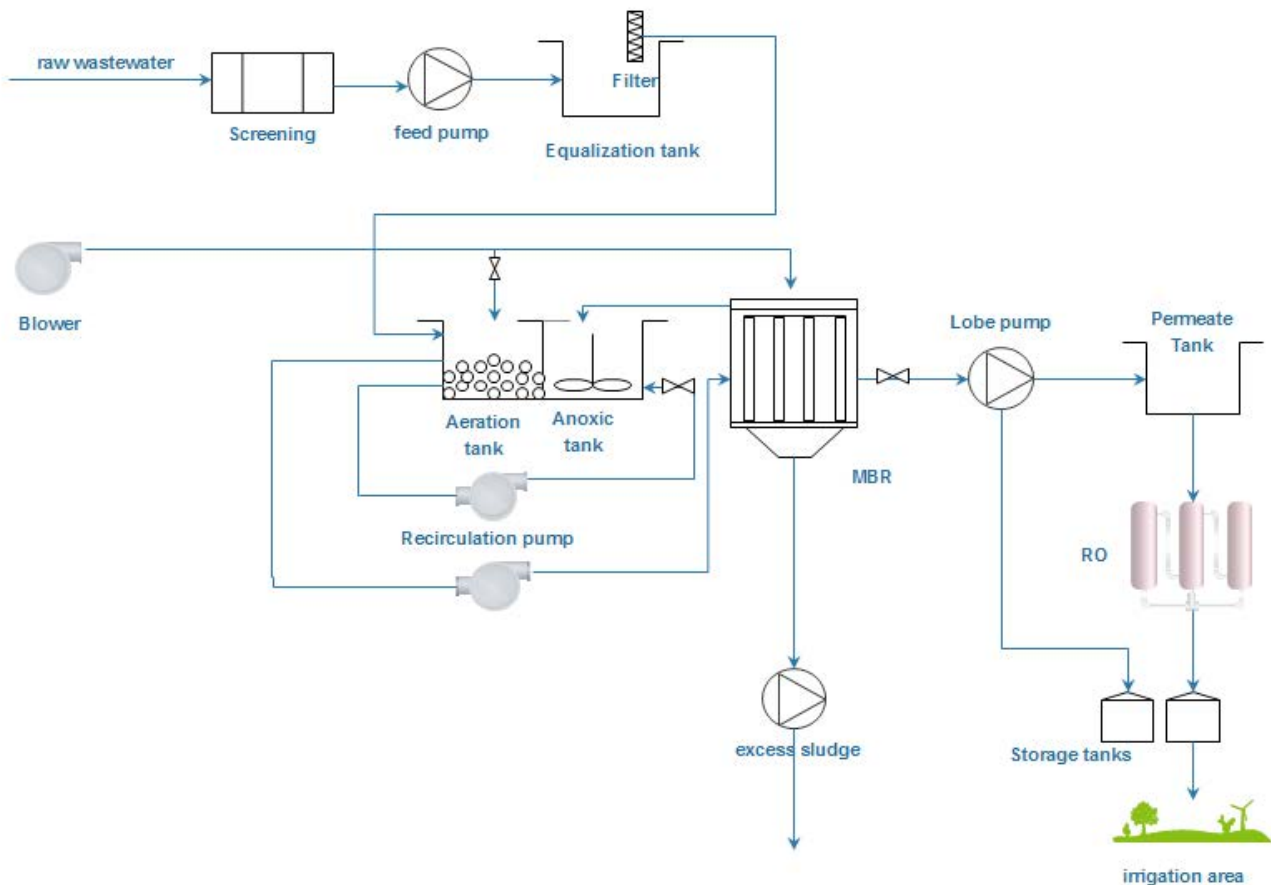 raw wastewater
Screening
feed pump
Filter
Equalization tank
Blower
Aeration
tank
Anoxic
tank
Recirculation pump
MBR
Lobe pump
Permeate
Tank
RO
excess sludge
Storage tanks
irrigation area